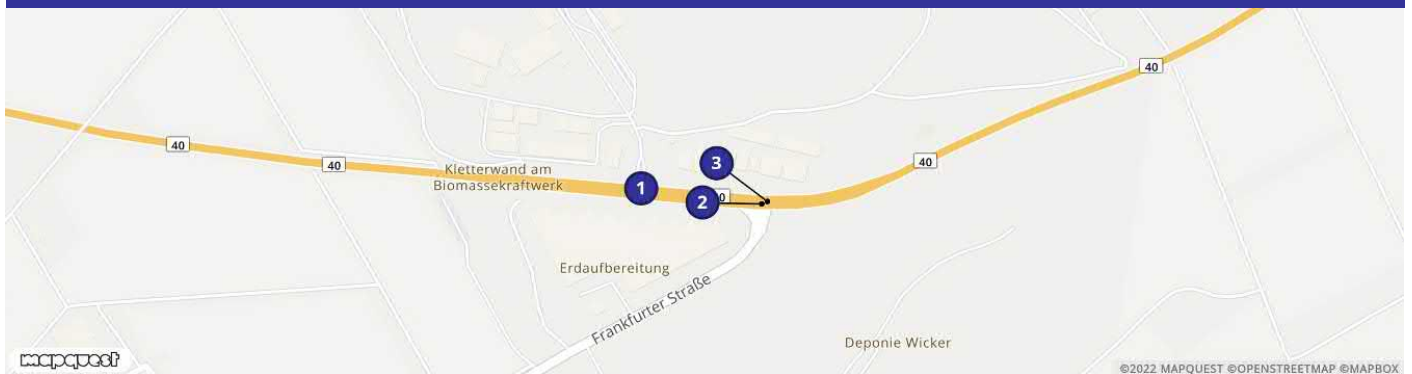 40
40
40
40
Kletterwand am
Biomassekraftwerk
1
2
3
0
Erdaufbereitung
Frankfurter Straße
Deponie Wicker
mapquest
©2022 MAPQUEST ©OPENSTREETMAP ©MAPBOX